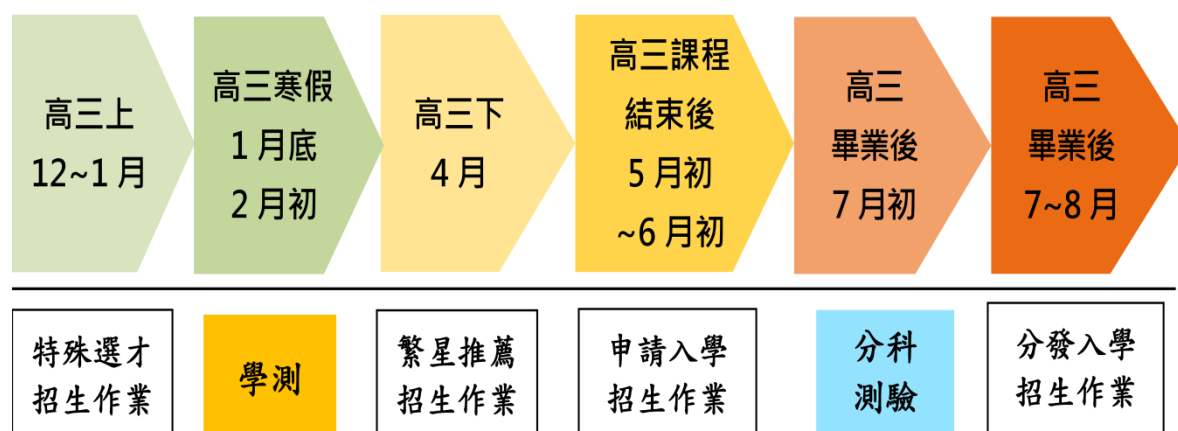 高三上
12~1月
高三寒假
1月底
2月初
高三下
4月
高三課程
結束後
5月初
~6月初
高三
畢業後
7月初
高三
畢業後
7~8月
特殊選才
招生作業
學測
繁星推薦
招生作業
申請入學
招生作業
分科
測驗
分發入學
招生作業